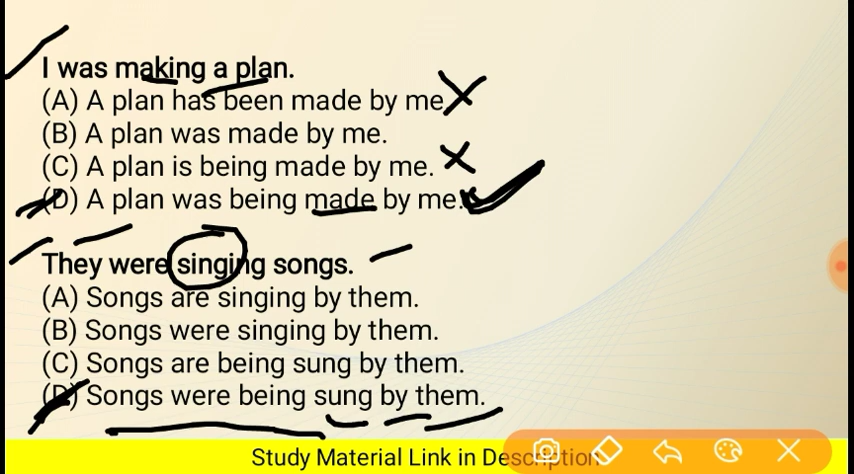 I was making a plan.
(A) A plan has been made by me.
(B) A plan was made by me.
(C) A plan is being made by me.
(D) A plan was being made by me.
They were singing songs.
(A) Songs are singing by them.
(B) Songs were singing by them.
(C) Songs are being sung by them.
(D) Songs were being sung by them.
Study Material Link in Description